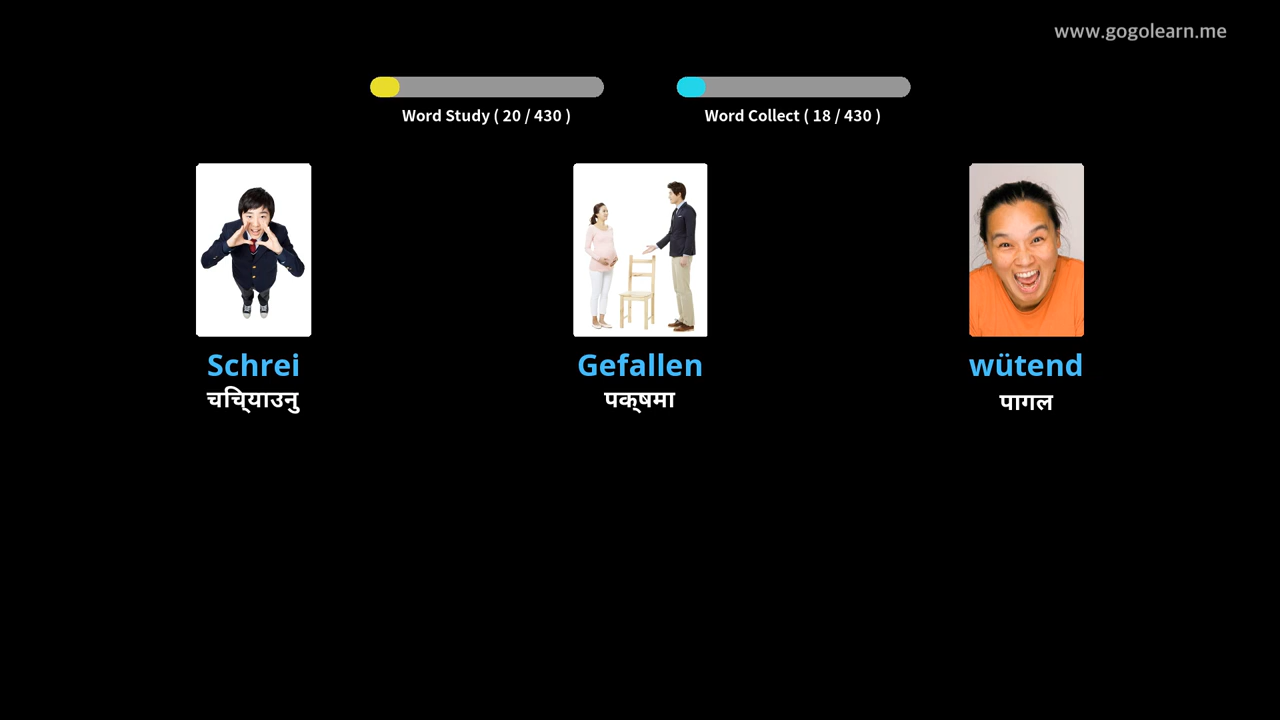 www.gogolearn.me
Word Study ( 20 / 430 )
Word Collect ( 18 / 430 )
Schrei
चिच्याउनु
Gefallen
पक्षमा
wütend
पागल